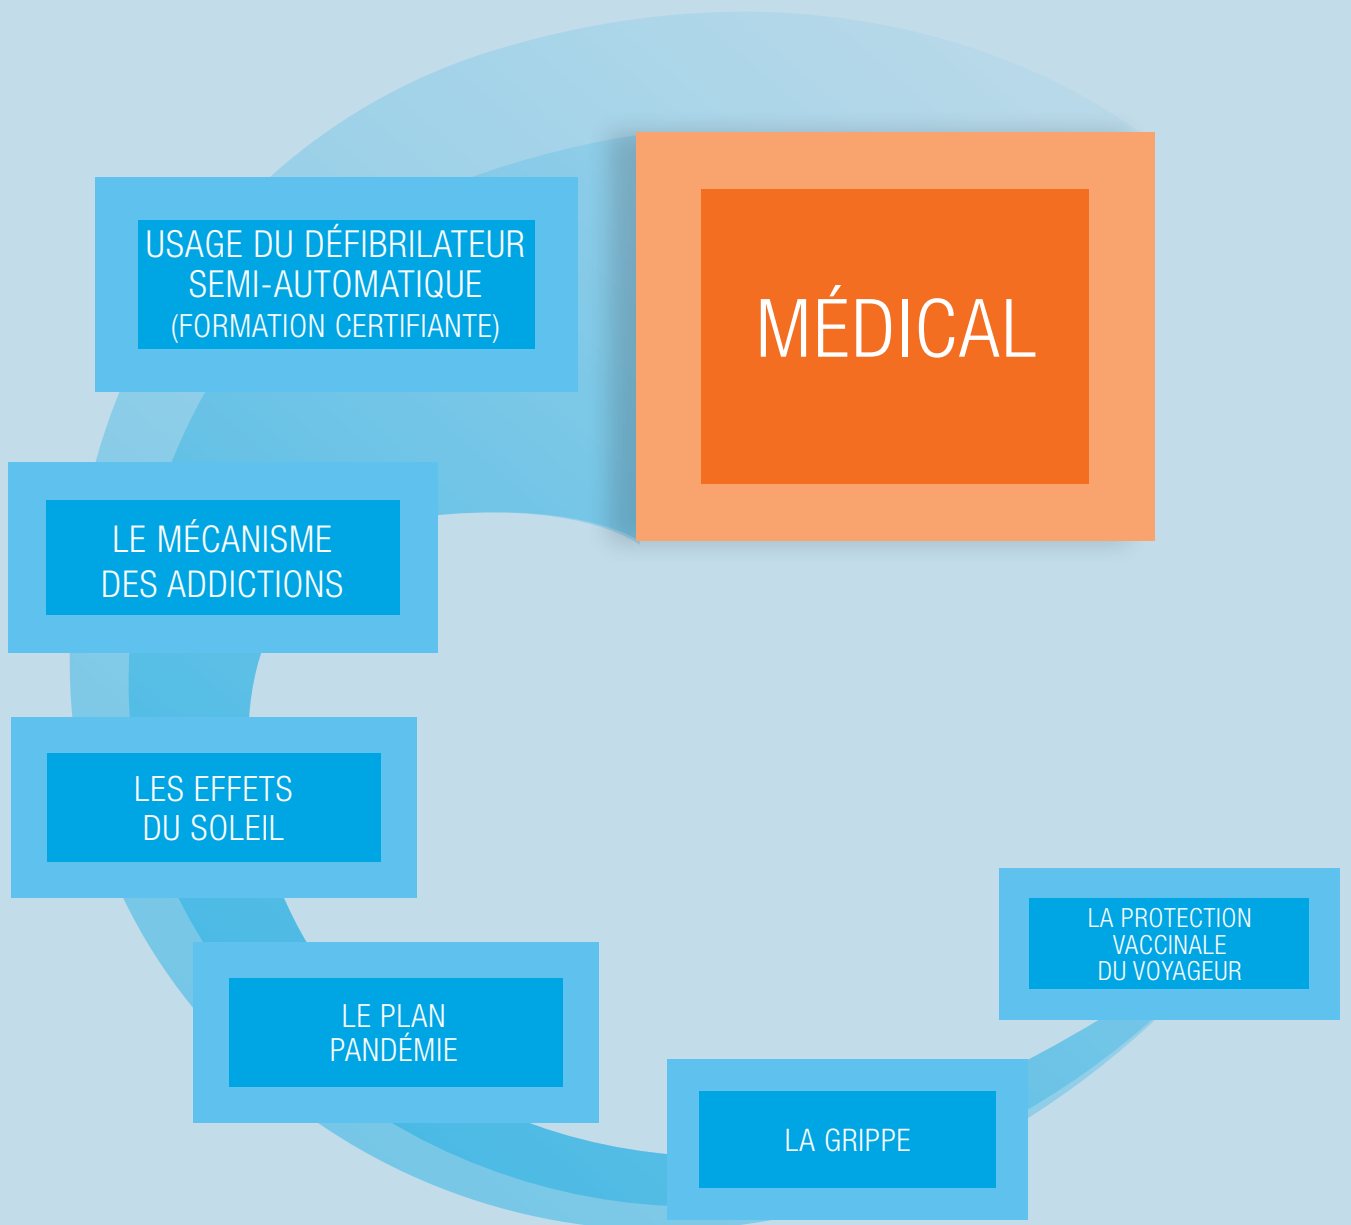 USAGE DU DÉFIBRILATEUR
SEMI-AUTOMATIQUE
(FORMATION CERTIFIANTE)
MÉDICAL
LE MÉCANISME
DES ADDICTIONS
LES EFFETS
DU SOLEIL
LE PLAN
PANDÉMIE
LA GRIPPE
LA PROTECTION
VACCINALE
DU VOYAGEUR